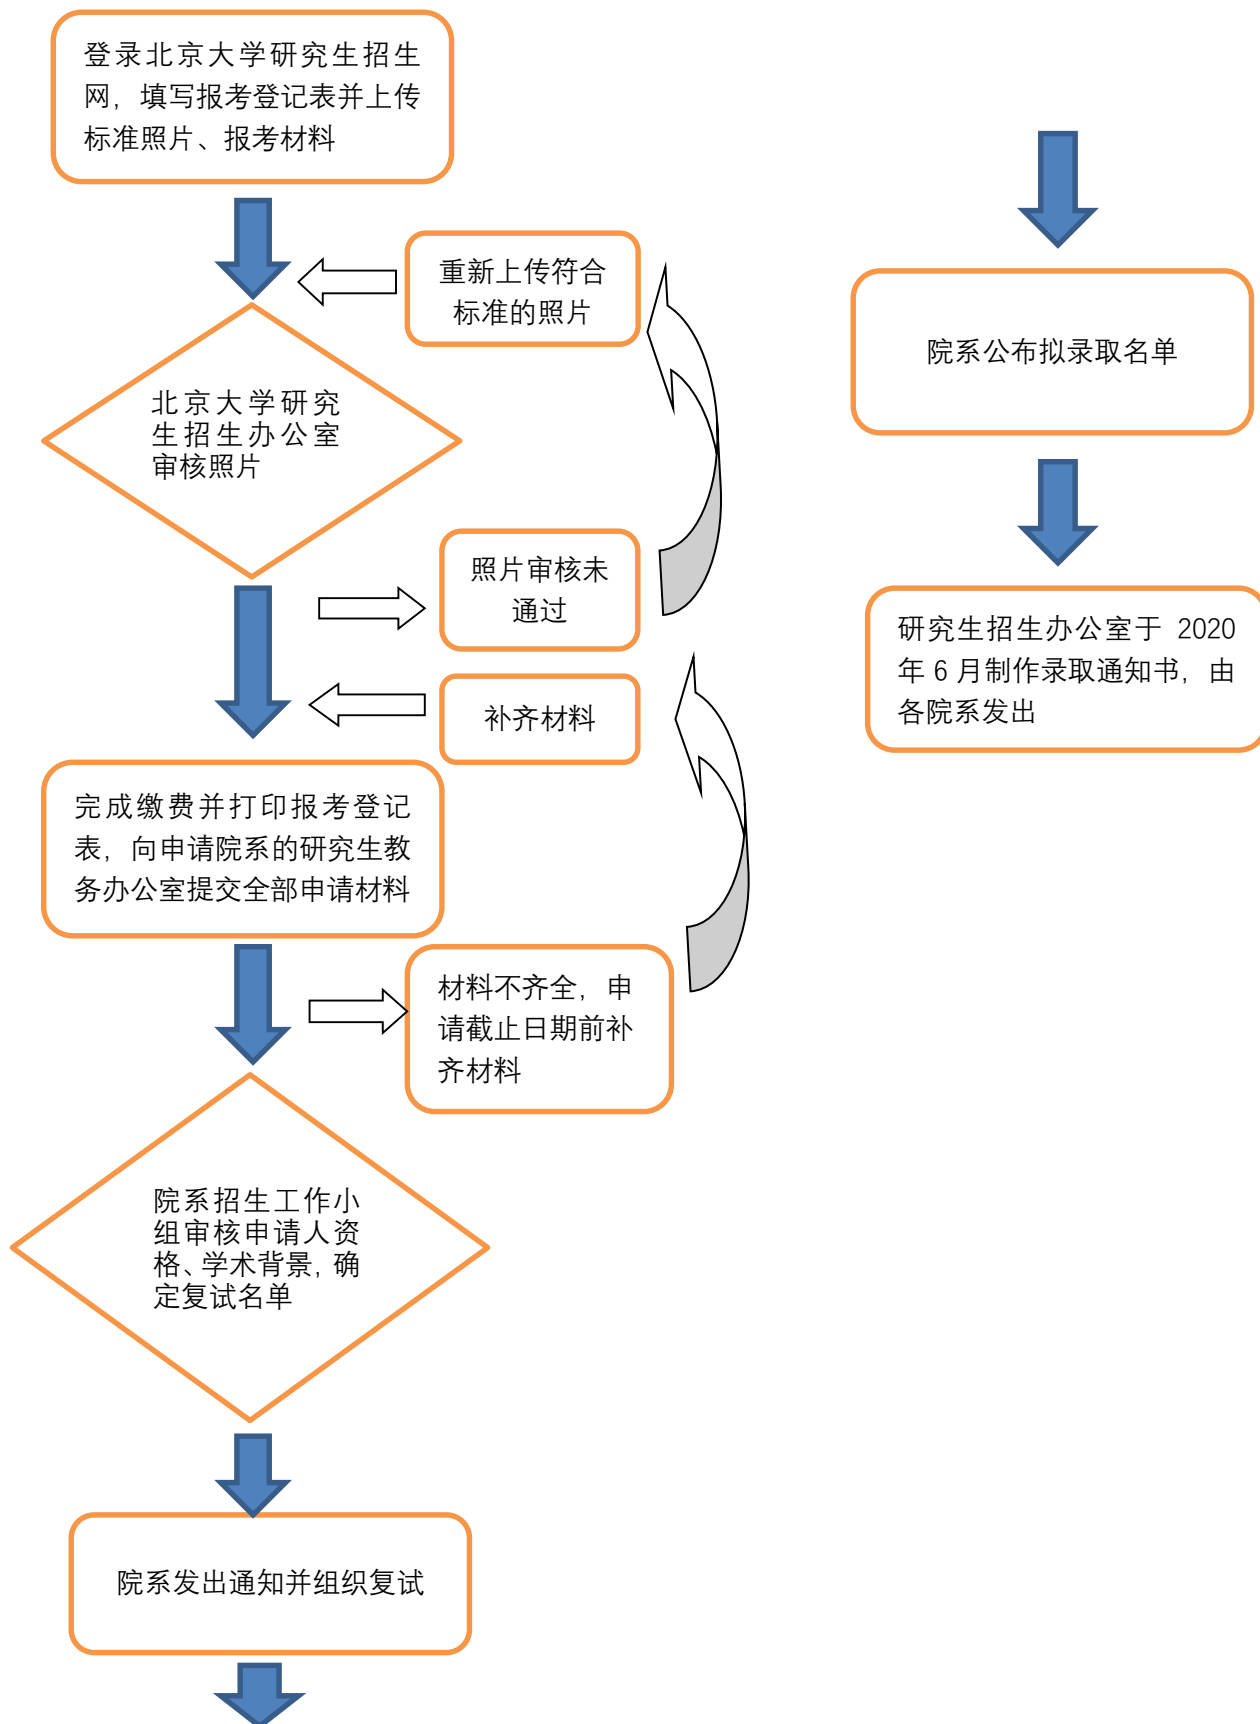 登录北京大学研究生招生
网，填写报考登记表并上传
标准照片、报考材料
重新上传符合
标准的照片
北京大学研究
生招生办公室
审核照片
照片审核未
通过
补齐材料
完成缴费并打印报考登记
表，向申请院系的研究生教
务办公室提交全部申请材料
材料不齐全，申
请截止日期前补
齐材料
院系招生工作小
组审核申请人资
格、学术背景，确
定复试名单
院系发出通知并组织复试
院系公布拟录取名单
研究生招生办公室于 2020
年 6 月制作录取通知书，由
各院系发出